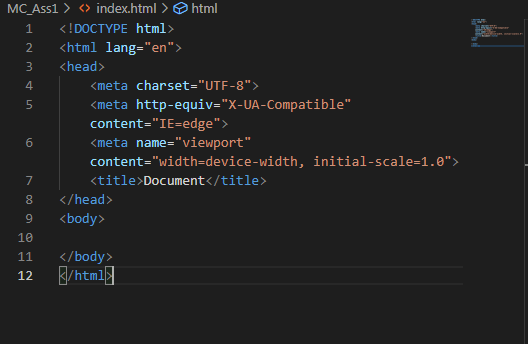 MC_Ass1 > index.html > html
1 <!DOCTYPE html>
2 <html lang="en">
3 <head>
4 <meta charset="UTF-8">
5 <meta http-equiv="X-UA-Compatible"
content="IE=edge">
6 <meta name="viewport"
content="width=device-width, initial-scale=1.0">
7 <title>Document</title>
8 </head>
9 <body>
10
11 </body>
12 </html>